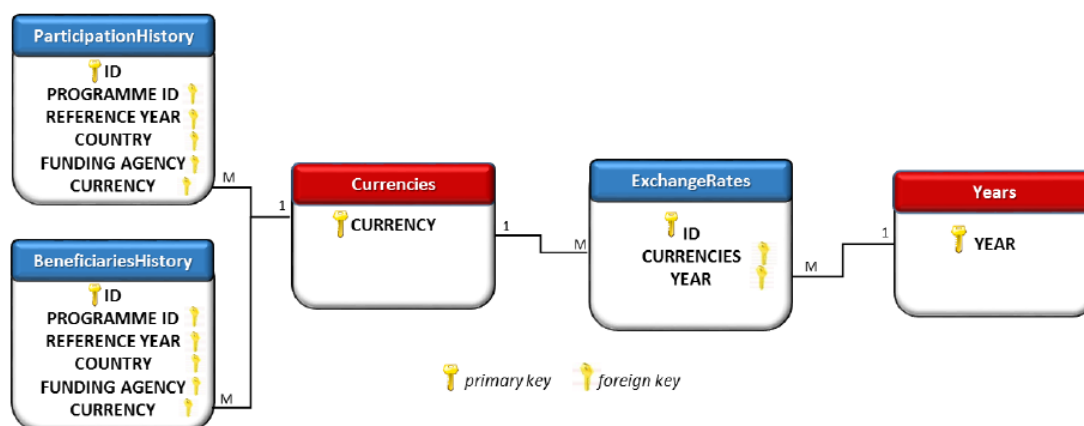 ParticipationHistory
ID
PROGRAMME ID
REFERENCE YEAR
COUNTRY
FUNDING AGENCY
CURRENCY
M
BeneficiariesHistory
ID
PROGRAMME ID
REFERENCE YEAR
COUNTRY
FUNDING AGENCY
CURRENCY
M
1
Currencies
CURRENCY
1
M
ExchangeRates
ID
CURRENCIES
YEAR
M
1
Years
YEAR
primary key
foreign key